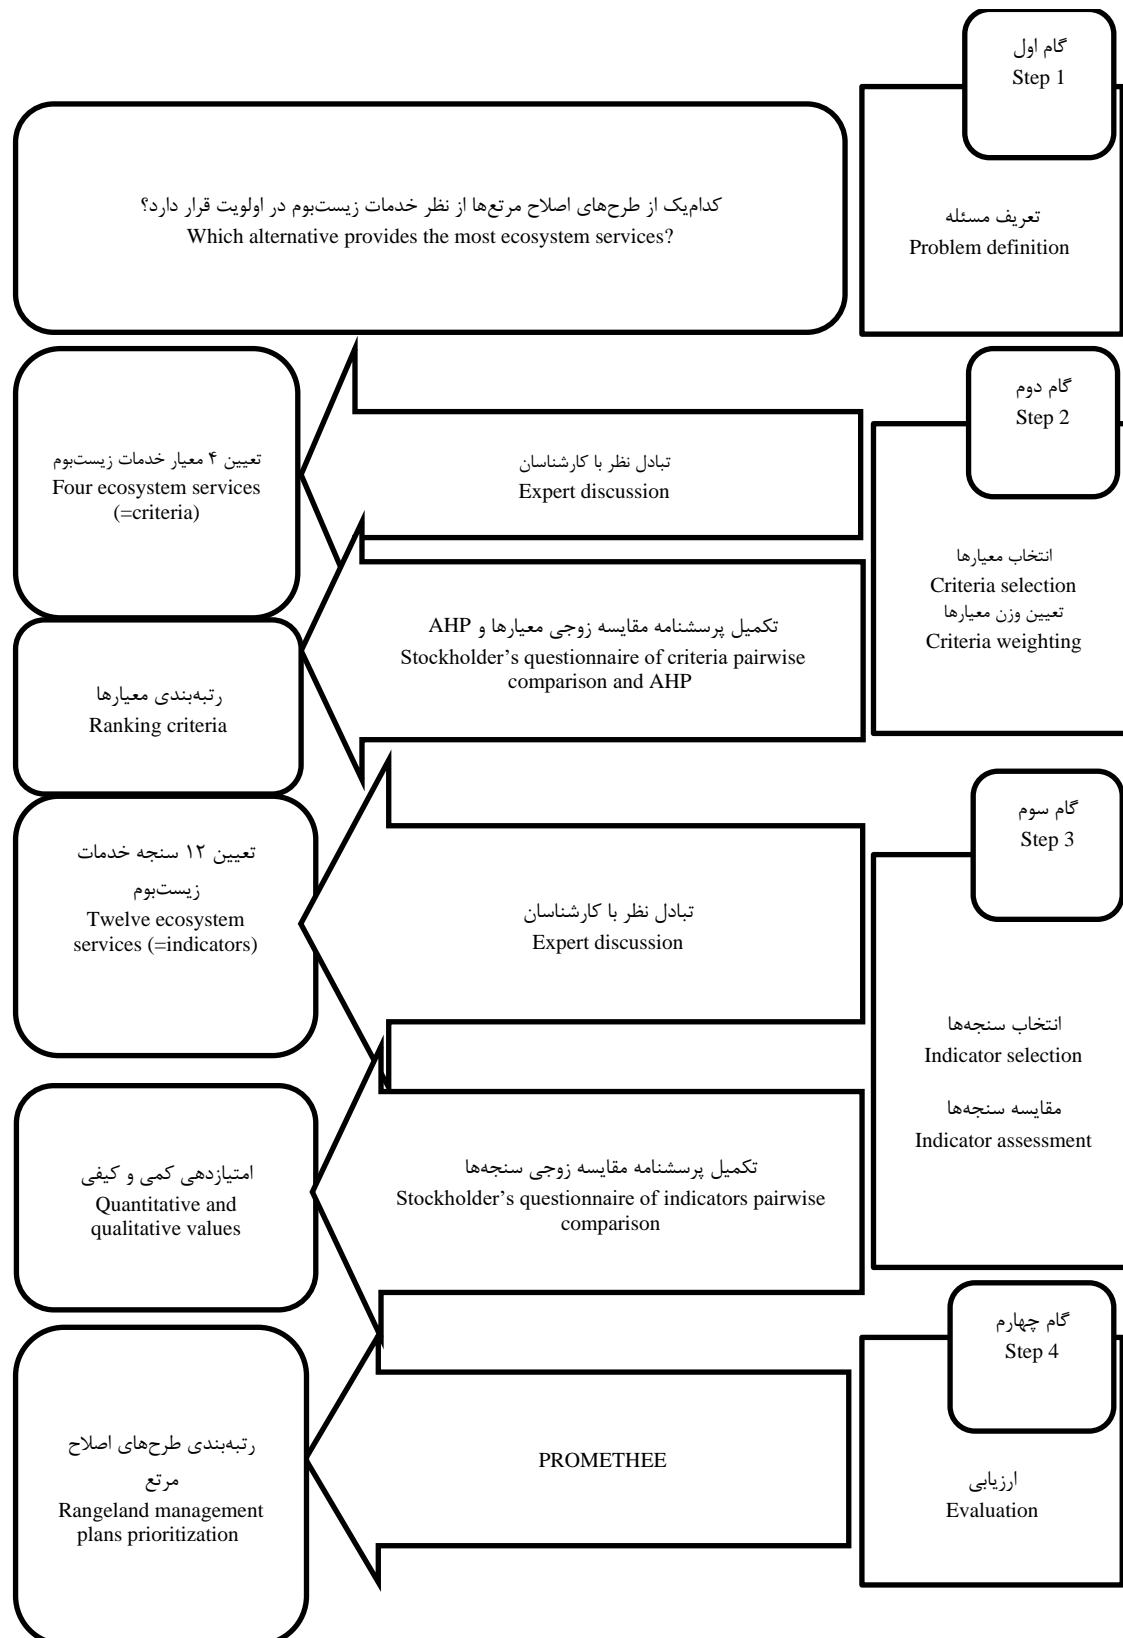 گام اول
Step 1
تعریف مسئله
Problem definition
کدام‌یک از طرح‌های اصلاح مرتع‌ها از نظر خدمات زیست‌بوم در اولویت قرار دارد؟
Which alternative provides the most ecosystem services?
گام دوم
Step 2
انتخاب معیارها
Criteria selection
تعیین وزن معیارها
Criteria weighting
تبادل نظر با کارشناسان
Expert discussion
تعیین ۴ معیار خدمات زیست‌بوم
Four ecosystem services
(=criteria)
تکمیل پرسشنامه مقایسه زوجی معیارها و AHP
Stockholder’s questionnaire of criteria pairwise
comparison and AHP
رتبه‌بندی معیارها
Ranking criteria
گام سوم
Step 3
انتخاب سنجه‌ها
Indicator selection
مقایسه سنجه‌ها
Indicator assessment
تبادل نظر با کارشناسان
Expert discussion
تعیین ۱۲ سنجه خدمات
زیست‌بوم
Twelve ecosystem
services (=indicators)
تکمیل پرسشنامه مقایسه زوجی سنجه‌ها
Stockholder’s questionnaire of indicators pairwise
comparison
امتیازدهی کمی و کیفی
Quantitative and
qualitative values
گام چهارم
Step 4
ارزیابی
Evaluation
PROMETHEE
رتبه‌بندی طرح‌های اصلاح
مرتع
Rangeland management
plans prioritization